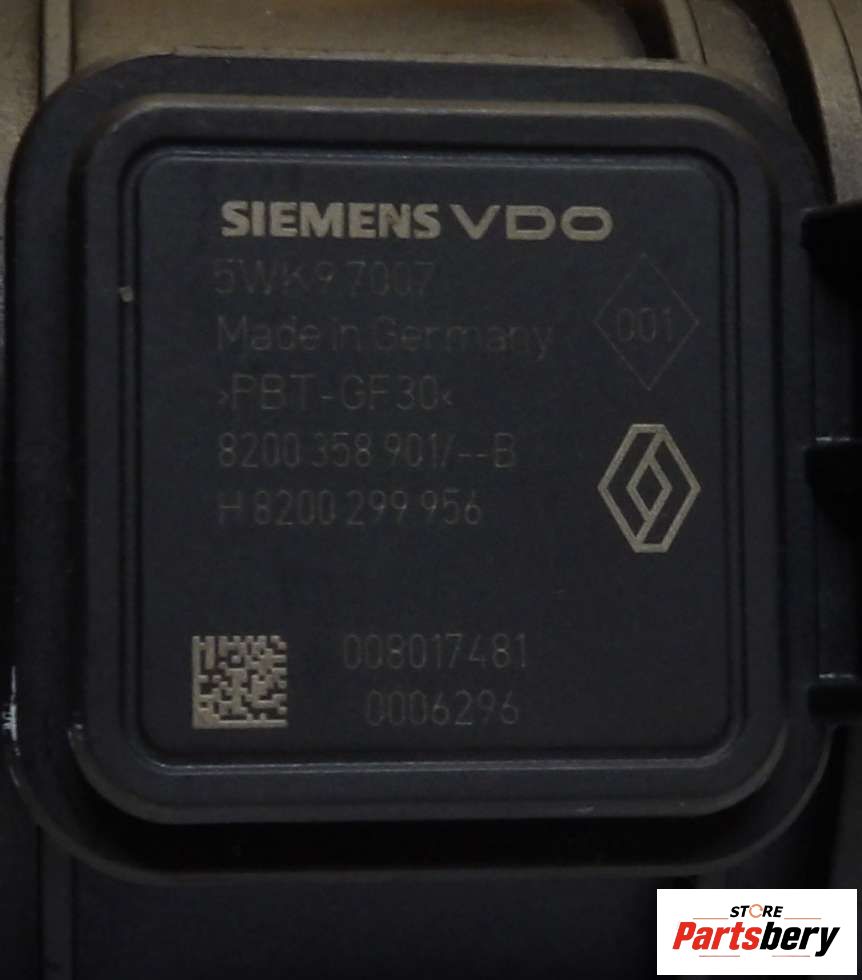 SIEMENS VDO
5WK9 7007
Made in Germany
001
>PBT-GF30<
8200 358 901/--B
H 8200 299 956
008017481
0006296
STORE
Partsbery